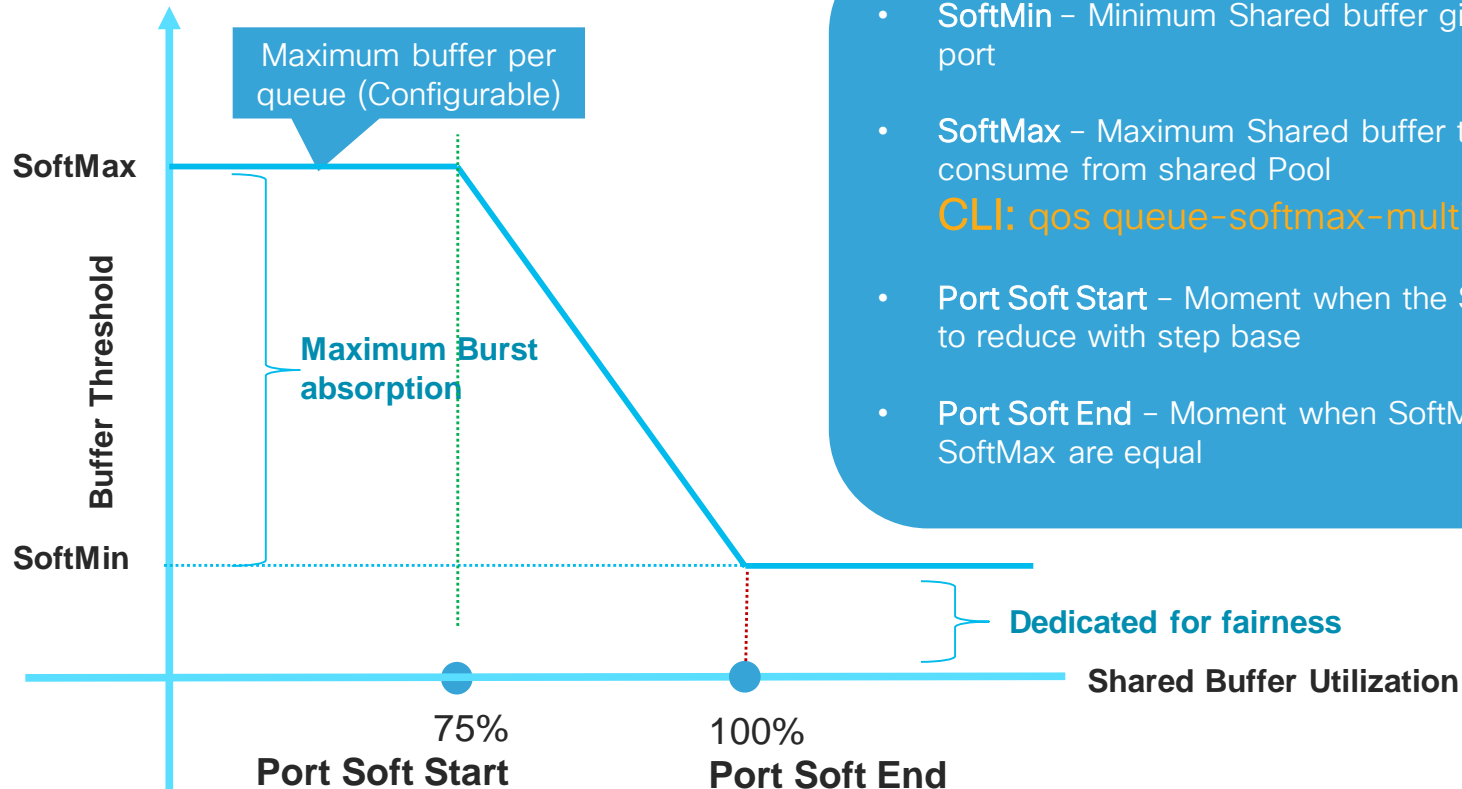 Maximum buffer per
queue (Configurable)
SoftMax
Buffer Threshold
Maximum Burst
absorption
SoftMin
Dedicated for fairness
Shared Buffer Utilization
75%
Port Soft Start
100%
Port Soft End
• SoftMin – Minimum Shared buffer
port
• SoftMax – Maximum Shared buffer
consume from shared Pool
CLI: qos queue-softmax-mult
• Port Soft Start – Moment when the
to reduce with step base
• Port Soft End – Moment when
SoftMax are equal